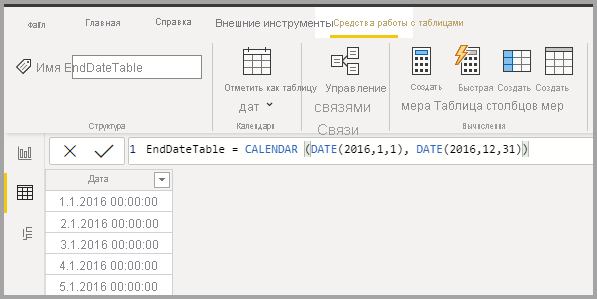 Файл Главная Справка Внешние инструменты Средства работы с таблицами
Имя EndDateTable
Отметить как таблицу
дат
Управление
связями
Связи
Создать Быстрая Создать Создать
мера Таблица столбцов мер
Структура Календари Вычисления
1 EndDateTable = CALENDAR (DATE(2016,1,1), DATE(2016,12,31))
Дата
1.1.2016 00:00:00
2.1.2016 00:00:00
3.1.2016 00:00:00
4.1.2016 00:00:00
5.1.2016 00:00:00